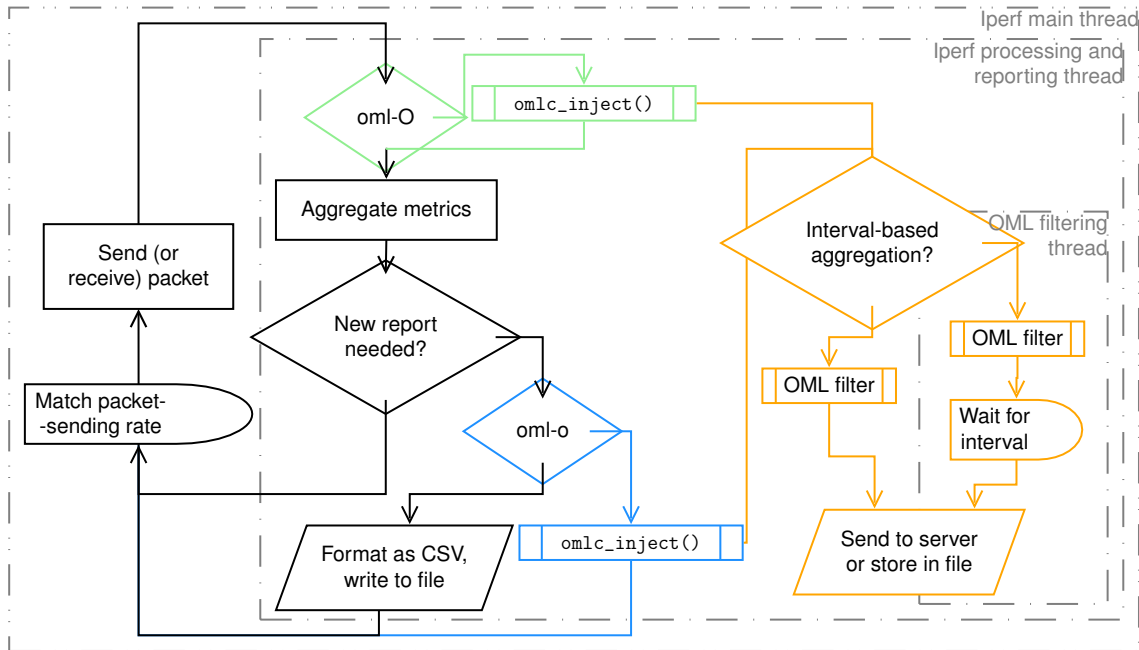 Iperf main thread
Iperf processing and
reporting thread
oml-O
omlc_inject()
Aggregate metrics
Send (or
receive) packet
Interval-based
aggregation?
OML filtering
thread
New report
needed?
OML filter
OML filter
Match packet-
-sending rate
oml-o
Wait for
interval
Format as CSV,
write to file
omlc_inject()
Send to server
or store in file